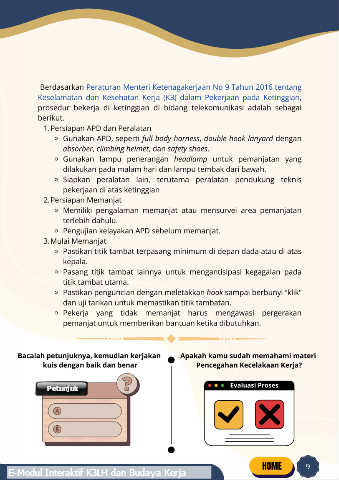 Berdasarkan Peraturan Menteri Ketenagakerjaan No 9 Tahun 2016 tentang
Keselamatan dan Kesehatan Kerja (K3) dalam Pekerjaan pada Ketinggian,
prosedur bekerja di ketinggian di bidang telekomunikasi adalah sebagai
berikut.
1. Persiapan APD dan Peralatan
○ Gunakan APD, seperti full body harness, double hook lanyard dengan
absorber, climbing helmet, dan safety shoes.
○ Gunakan lampu penerangan headlamp untuk pemanjatan yang
dilakukan pada malam hari dan lampu tembak dari bawah.
○ Siapkan peralatan lain, terutama peralatan pendukung teknis
pekerjaan di atas ketinggian
2. Persiapan Memanjat
○ Memiliki pengalaman memanjat atau mensurvei area pemanjatan
terlebih dahulu.
○ Pengujian kelayakan APD sebelum memanjat.
3. Mulai Memanjat
○ Pastikan titik tambat terpasang minimum di depan dada atau di atas
kepala.
○ Pasang titik tambat lainnya untuk mengantisipasi kegagalan pada
titik tambat utama.
○ Pastikan penguncian dengan meletakkan hook sampai berbunyi "klik"
dan uji tarikan untuk memastikan titik tambatan.
○ Pekerja yang tidak memanjat harus mengawasi pergerakan
pemanjat untuk memberikan bantuan ketika dibutuhkan.
Bacalah petunjuknya, kemudian kerjakan
kuis dengan baik dan benar
Petunjuk
?
A
B
Apakah kamu sudah memahami materi
Pencegahan Kecelakaan Kerja?
Evaluasi Proses
E-Modul Interaktif K3LH dan Budaya Kerja
HOME
9